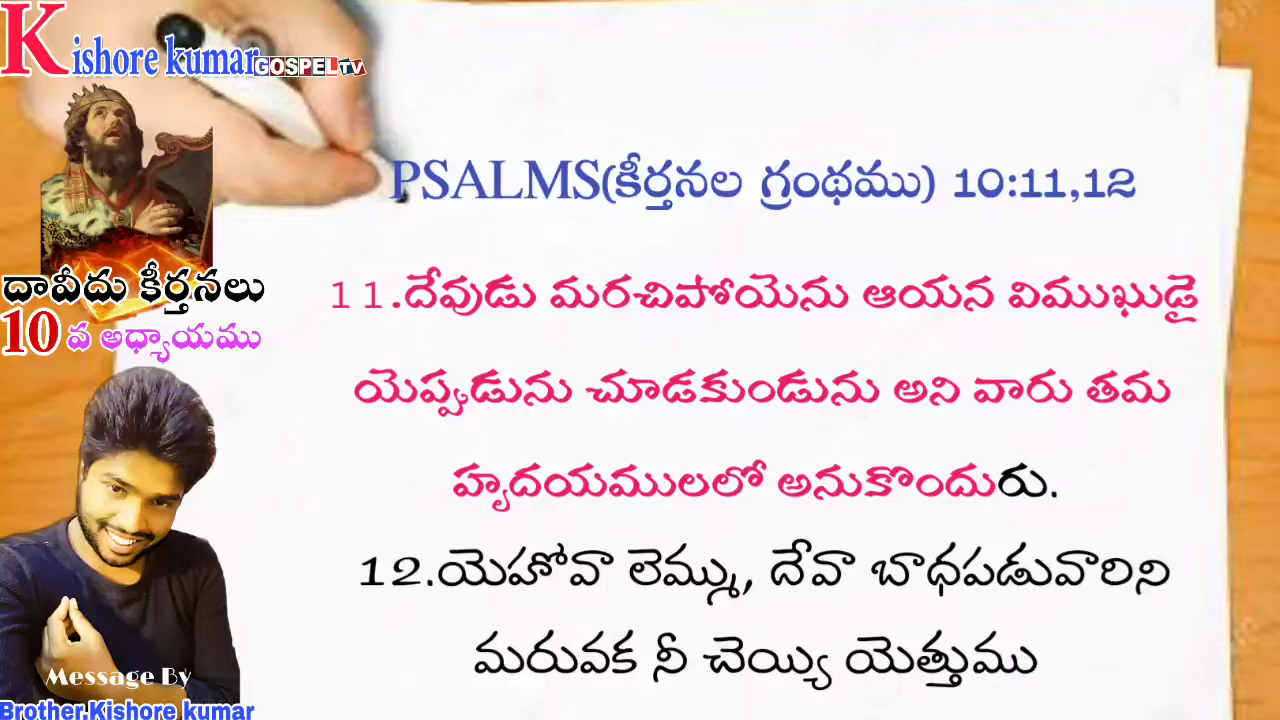 Kishore kumar
GOSPEL TV
PSALMS(కీర్తనల గ్రంథము) 10:11,12
దావీదు కీర్తనలు
10 వ అధ్యాయము
11.దేవుడు మరచిపోయెను ఆయన విముఖుడై
యెప్వుడును చూడకుండును అని వారు తమ
హృదయములలో అనుకొందురు.
12.యెహోవా లెమ్ము, దేవా బాధపడువారిని
మరువక నీ చెయ్యి యెత్తుము
Message By
Brother.Kishore kumar